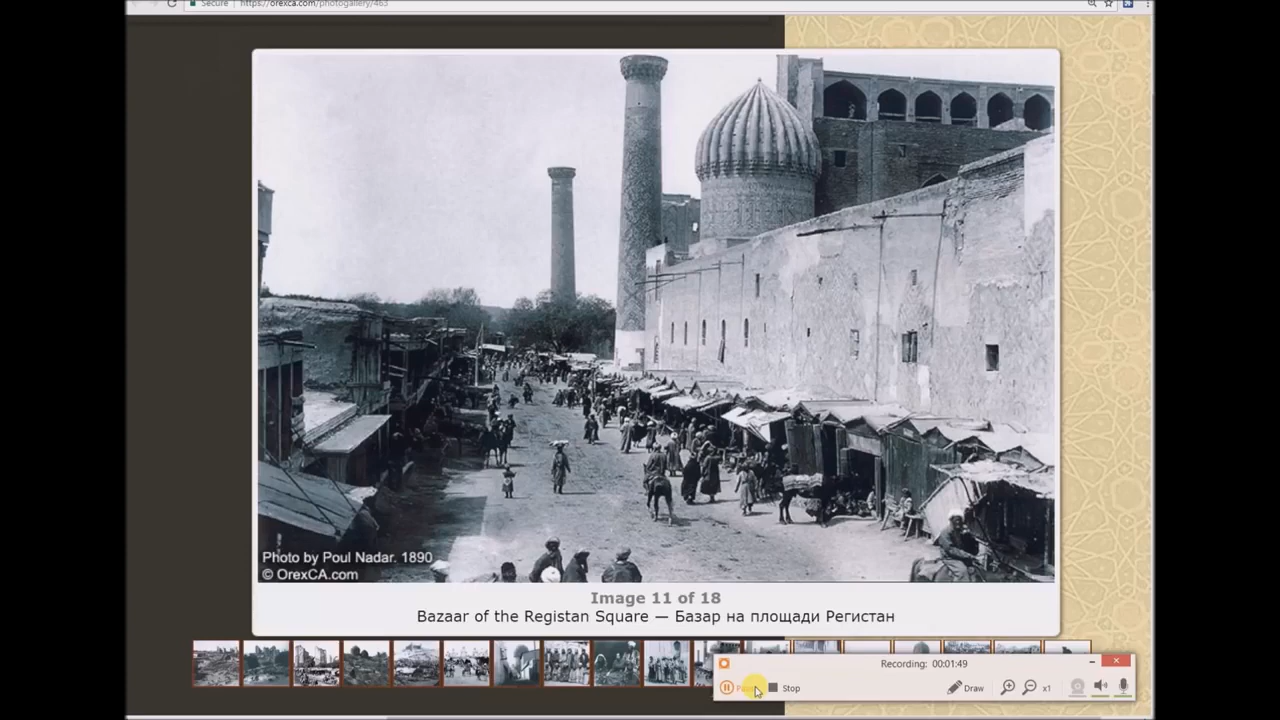 Secure
https://orexca.com/photogallery/463
Photo by Poul Nadar. 1890
© OrexCA.com
Image 11 of 18
Bazaar of the Registan Square — Базар на площади Регистан
Recording: 00:01:49
Stop
Draw
x1